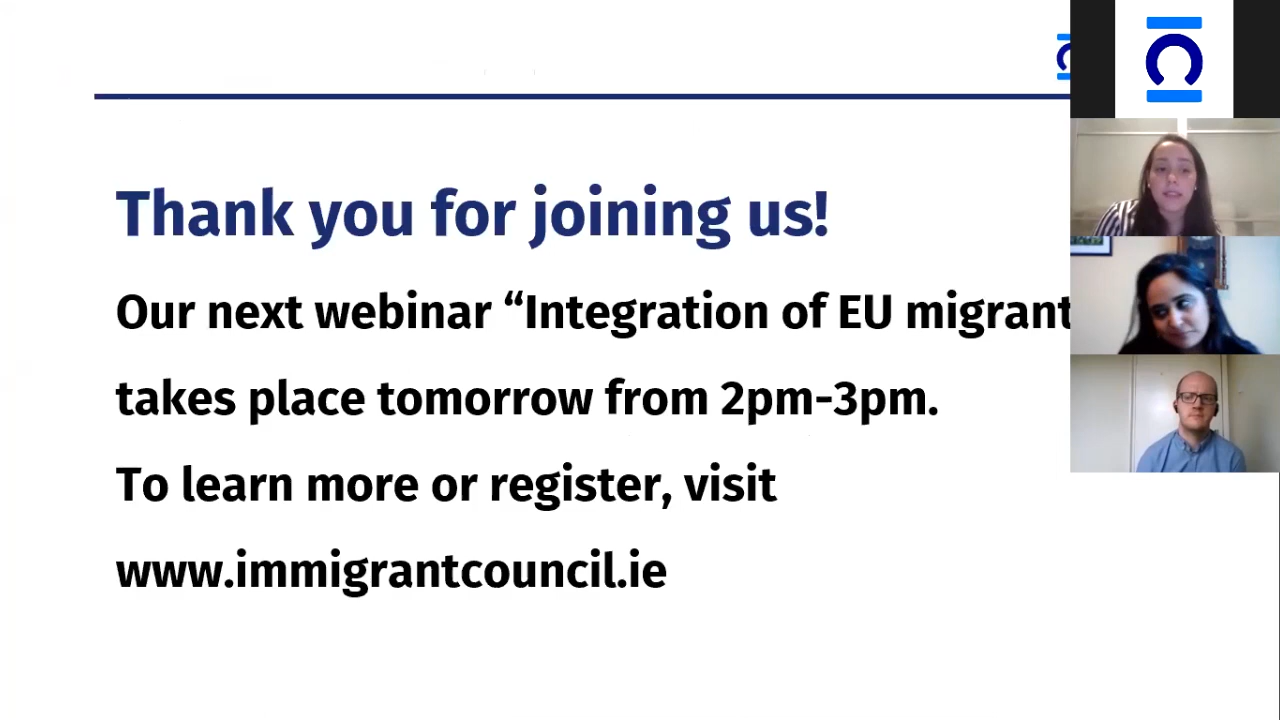 Thank you for joining us!
Our next webinar “Integration of EU migrant
takes place tomorrow from 2pm-3pm.
To learn more or register, visit
www.immigrantcouncil.ie